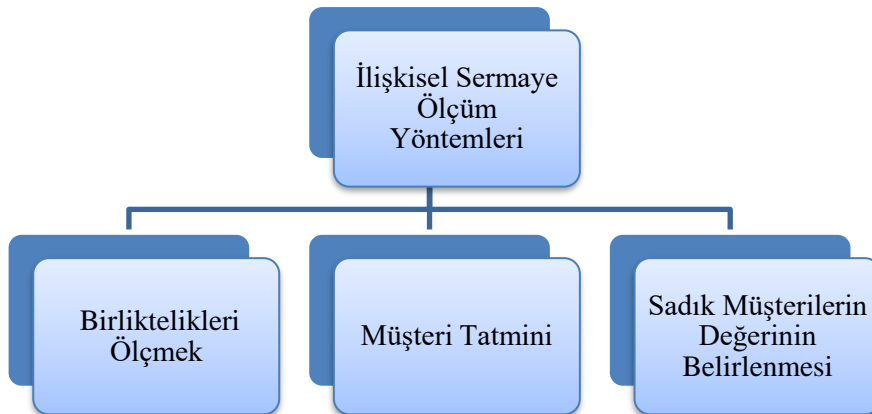 İlişkisel Sermaye
Ölçüm
Yöntemleri
Birliktelikleri
Ölçmek
Müşteri Tatmini
Sadık Müşterilerin
Değerinin
Belirlenmesi